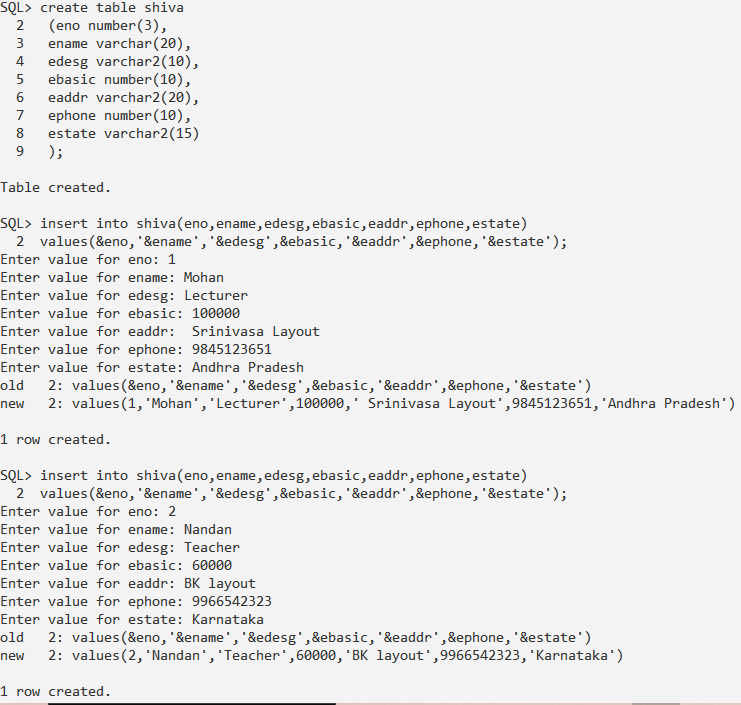 SQL> create table shiva
  2   (eno number(3),
  3   ename varchar(20),
  4   edesg varchar2(10),
  5   ebasic number(10),
  6   eaddr varchar2(20),
  7   ephone number(10),
  8   estate varchar2(15)
  9   );
Table created.
SQL> insert into shiva(eno,ename,edesg,ebasic,eaddr,ephone,estate)
  2  values(&eno,'&ename','&edesg',&ebasic,'&eaddr',&ephone,'&estate');
Enter value for eno: 1
Enter value for ename: Mohan
Enter value for edesg: Lecturer
Enter value for ebasic: 100000
Enter value for eaddr:  Srinivasa Layout
Enter value for ephone: 9845123651
Enter value for estate: Andhra Pradesh
old   2: values(&eno,'&ename','&edesg',&ebasic,'&eaddr',&ephone,'&estate')
new   2: values(1,'Mohan','Lecturer',100000,' Srinivasa Layout',9845123651,'Andhra Pradesh')
1 row created.
SQL> insert into shiva(eno,ename,edesg,ebasic,eaddr,ephone,estate)
  2  values(&eno,'&ename','&edesg',&ebasic,'&eaddr',&ephone,'&estate');
Enter value for eno: 2
Enter value for ename: Nandan
Enter value for edesg: Teacher
Enter value for ebasic: 60000
Enter value for eaddr: BK layout
Enter value for ephone: 9966542323
Enter value for estate: Karnataka
old   2: values(&eno,'&ename','&edesg',&ebasic,'&eaddr',&ephone,'&estate')
new   2: values(2,'Nandan','Teacher',60000,'BK layout',9966542323,'Karnataka')
1 row created.